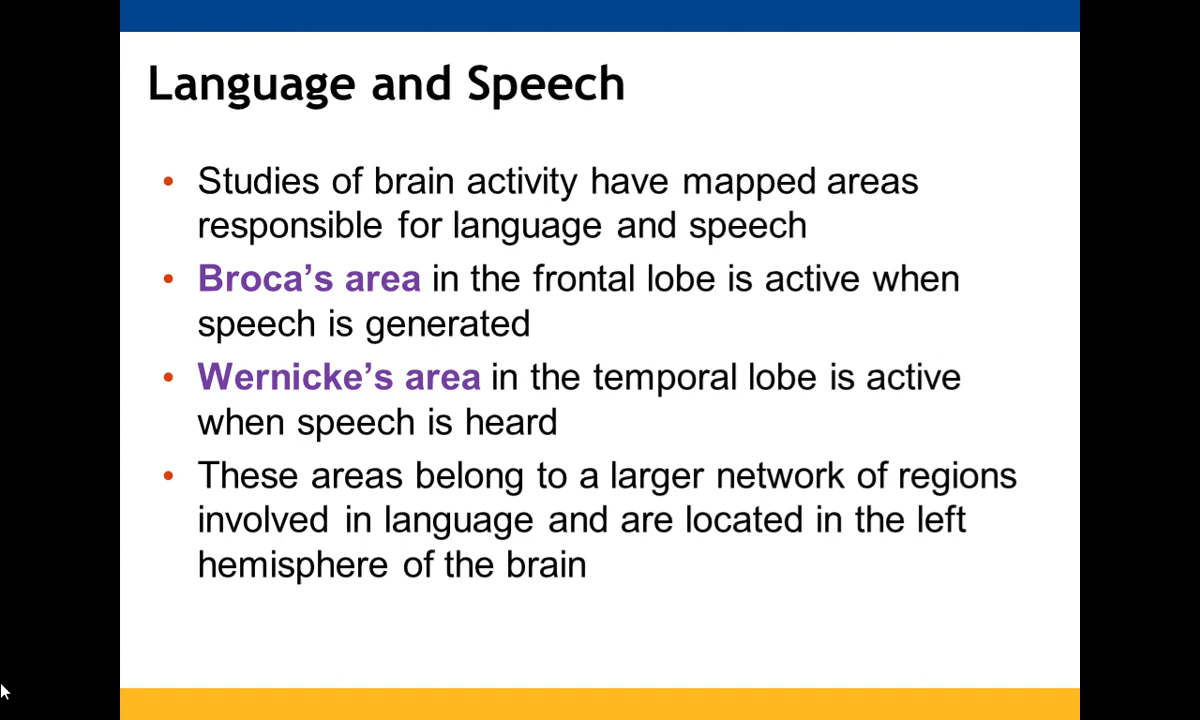 Language and Speech
• Studies of brain activity have mapped areas
responsible for language and speech
• Broca’s area in the frontal lobe is active when
speech is generated
• Wernicke’s area in the temporal lobe is active
when speech is heard
• These areas belong to a larger network of regions
involved in language and are located in the left
hemisphere of the brain